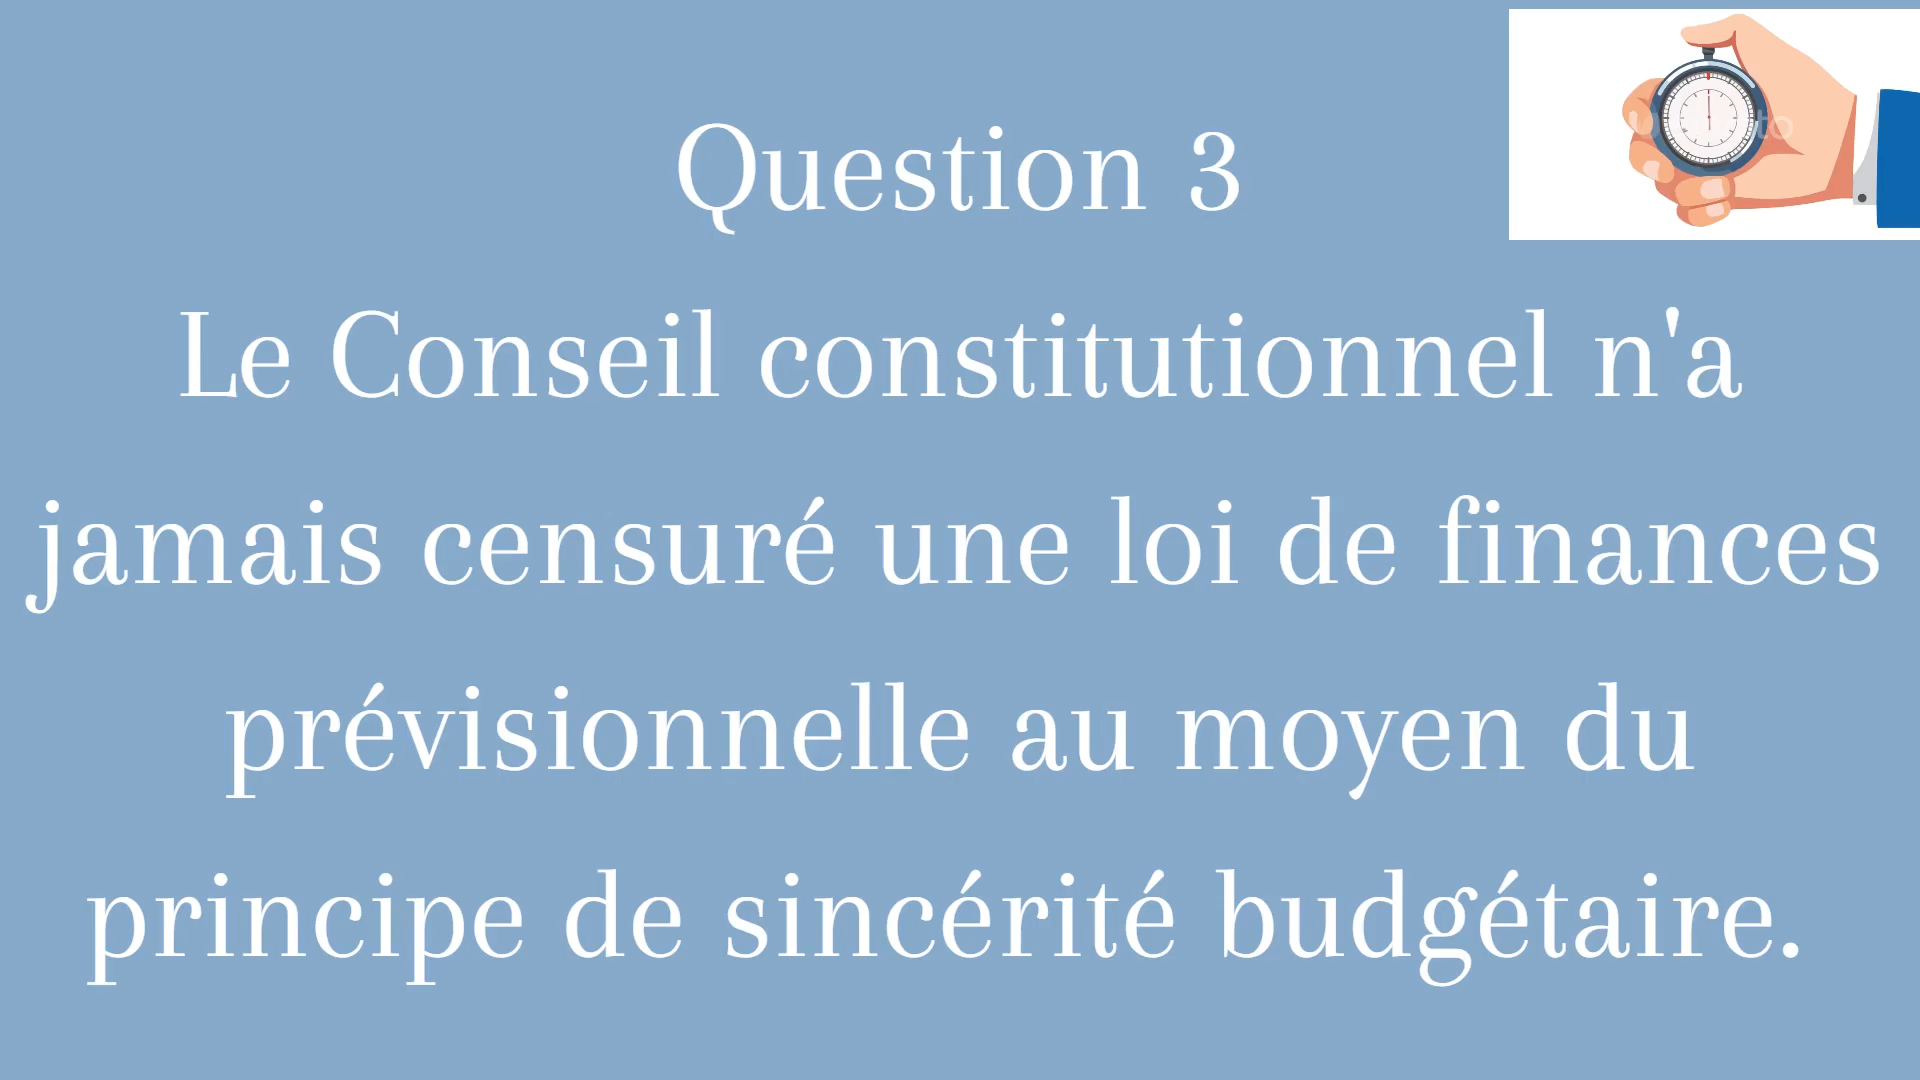 Question 3
Le Conseil constitutionnel n'a
jamais censuré une loi de finances
prévisionnelle au moyen du
principe de sincérité budgétaire.